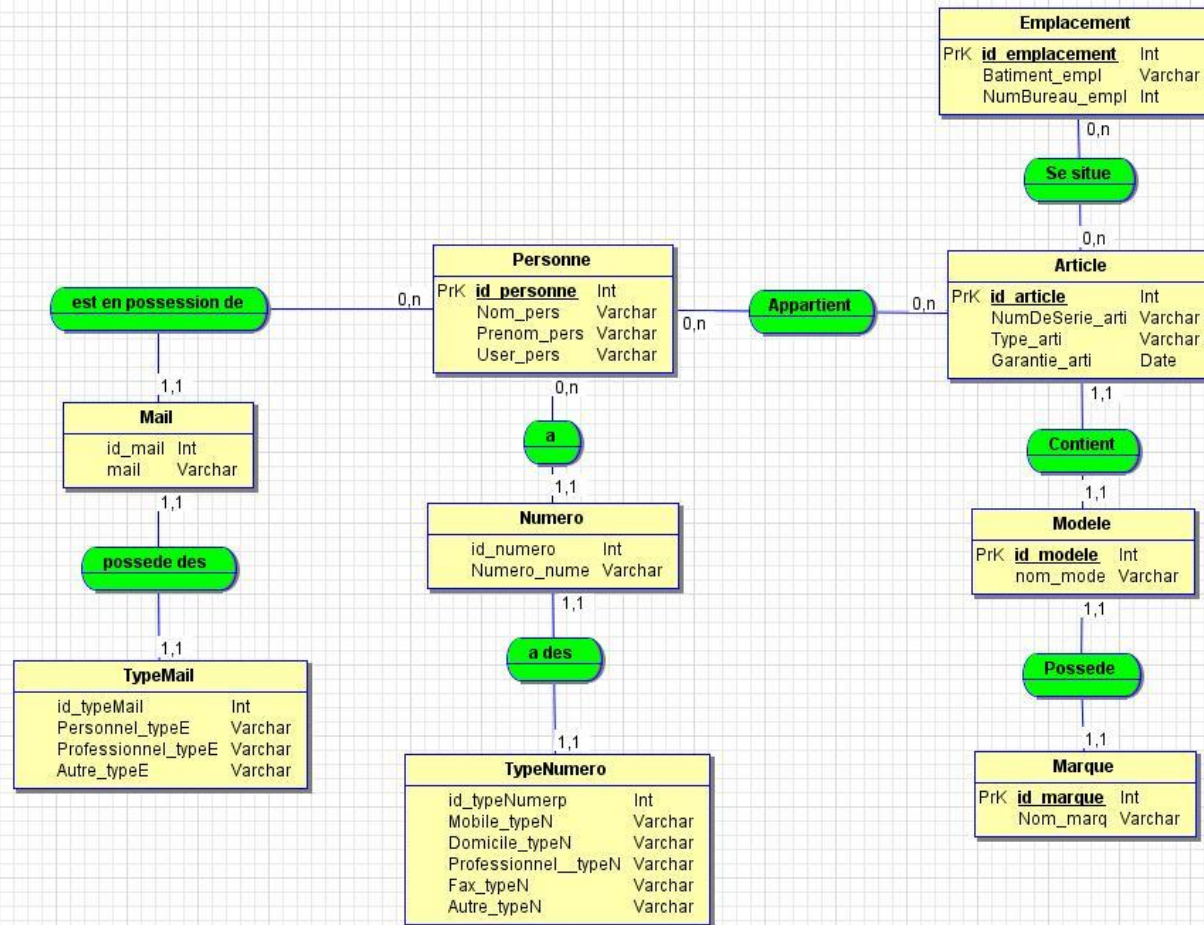 Emplacement
PrK id_emplacement Int
Batiment_empl Varchar
NumBureau_empl Int
0,n
Se situe
0,n
Personne
PrK id_personne Int
Nom_pers Varchar
Prenom_pers Varchar
User_pers Varchar
Article
PrK id_article Int
NumDeSerie_arti Varchar
Type_arti Varchar
Garantie_arti Date
est en possession de
0,n
0,n
Appartient
0,n
1,1
0,n
1,1
Mail
id_mail Int
mail Varchar
a
Contient
1,1
1,1
1,1
Numero
id_numero Int
Numero_nume Varchar
Modele
PrK id_modele Int
nom_mode Varchar
possede des
1,1
1,1
1,1
a des
Possede
TypeMail
id_typeMail Int
Personnel_typeE Varchar
Professionnel_typeE Varchar
Autre_typeE Varchar
1,1
1,1
TypeNumero
id_typeNumerp Int
Mobile_typeN Varchar
Domicile_typeN Varchar
Professionnel__typeN Varchar
Fax_typeN Varchar
Autre_typeN Varchar
Marque
PrK id_marque Int
Nom_marq Varchar